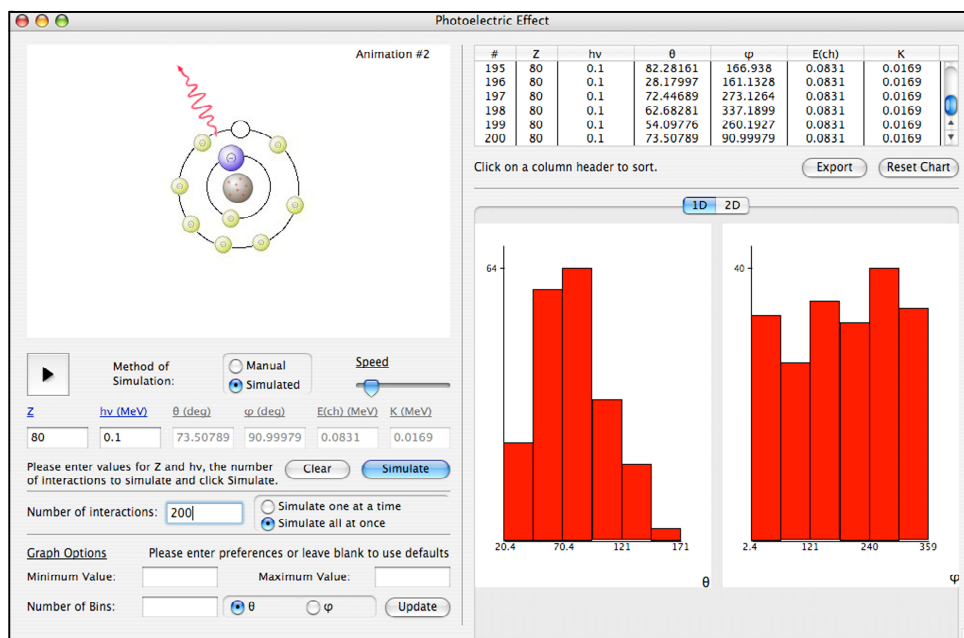 Photoelectric Effect
Animation #2
Method of
Simulation:
Manual
Simulated
Speed
Z hν (MeV) θ (deg) φ (deg) E(ch) (MeV) K (MeV)
80 0.1 73.50789 90.99979 0.0831 0.0169
Please enter values for Z and hν, the number
of interactions to simulate and click Simulate.
Clear
Simulate
Number of interactions: 200
Simulate one at a time
Simulate all at once
Graph Options Please enter preferences or leave blank to use defaults
Minimum Value: Maximum Value:
Number of Bins: θ φ Update
# Z hν θ φ E(ch) K
195 80 0.1 82.28161 166.938 0.0831 0.0169
196 80 0.1 28.17997 161.1328 0.0831 0.0169
197 80 0.1 72.44689 273.1264 0.0831 0.0169
198 80 0.1 62.68281 337.1899 0.0831 0.0169
199 80 0.1 54.09776 260.1927 0.0831 0.0169
200 80 0.1 73.50789 90.99979 0.0831 0.0169
Click on a column header to sort. Export Reset Chart
1D 2D
64
20.4 70.4 121 171
θ
40
2.4 121 240 359
φ